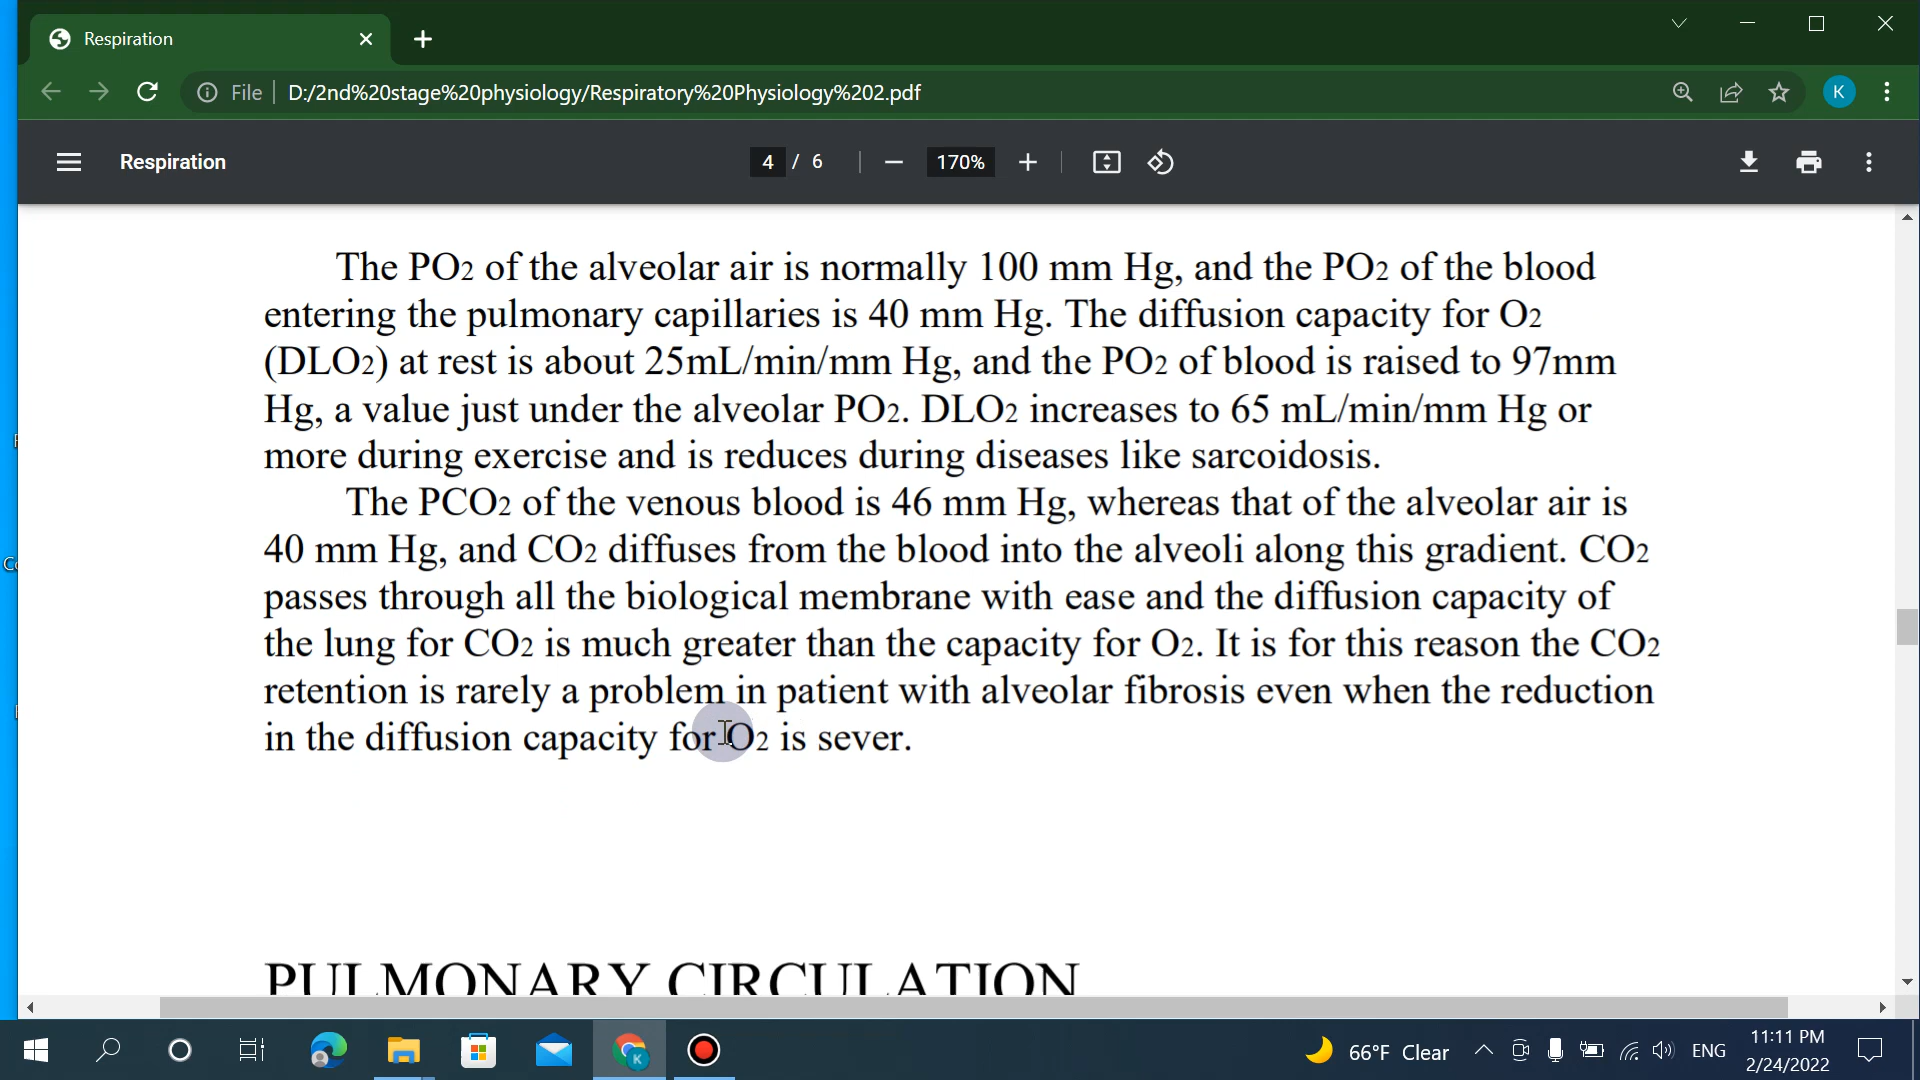 Respiration
File D:/2nd%20stage%20physiology/Respiratory%20Physiology%202.pdf
K
Respiration
4 / 6
170%
The PO2 of the alveolar air is normally 100 mm Hg, and the PO2 of the blood
entering the pulmonary capillaries is 40 mm Hg. The diffusion capacity for O2
(DLO2) at rest is about 25mL/min/mm Hg, and the PO2 of blood is raised to 97mm
Hg, a value just under the alveolar PO2. DLO2 increases to 65 mL/min/mm Hg or
more during exercise and is reduces during diseases like sarcoidosis.
The PCO2 of the venous blood is 46 mm Hg, whereas that of the alveolar air is
40 mm Hg, and CO2 diffuses from the blood into the alveoli along this gradient. CO2
passes through all the biological membrane with ease and the diffusion capacity of
the lung for CO2 is much greater than the capacity for O2. It is for this reason the CO2
retention is rarely a problem in patient with alveolar fibrosis even when the reduction
in the diffusion capacity for O2 is sever.
PULMONARY CIRCULATION
K
66°F Clear
ENG
11:11 PM
2/24/2022